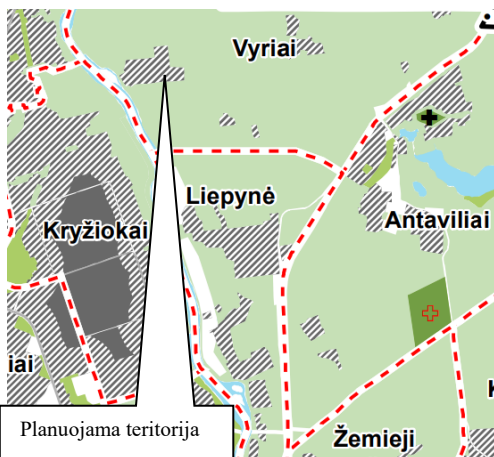 Vyriai
Liepynė
Kryžiokai
Antaviliai
iai
K
Planuojama teritorija
Žemieji